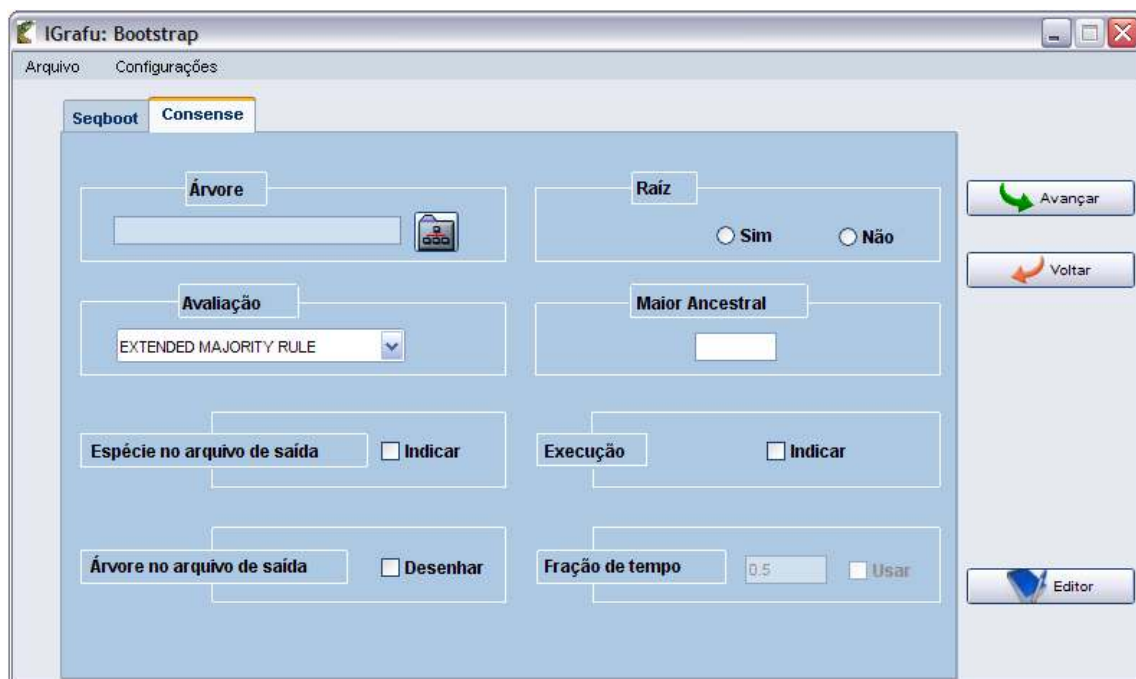 IGrafu: Bootstrap
Arquivo Configurações
Seqboot Consense
Árvore
Raíz
Sim Não
Avançar
Voltar
Avaliação
EXTENDED MAJORITY RULE
Maior Ancestral
Espécie no arquivo de saída Indicar
Execução Indicar
Árvore no arquivo de saída Desenhar
Fração de tempo 0.5 Usar
Editor